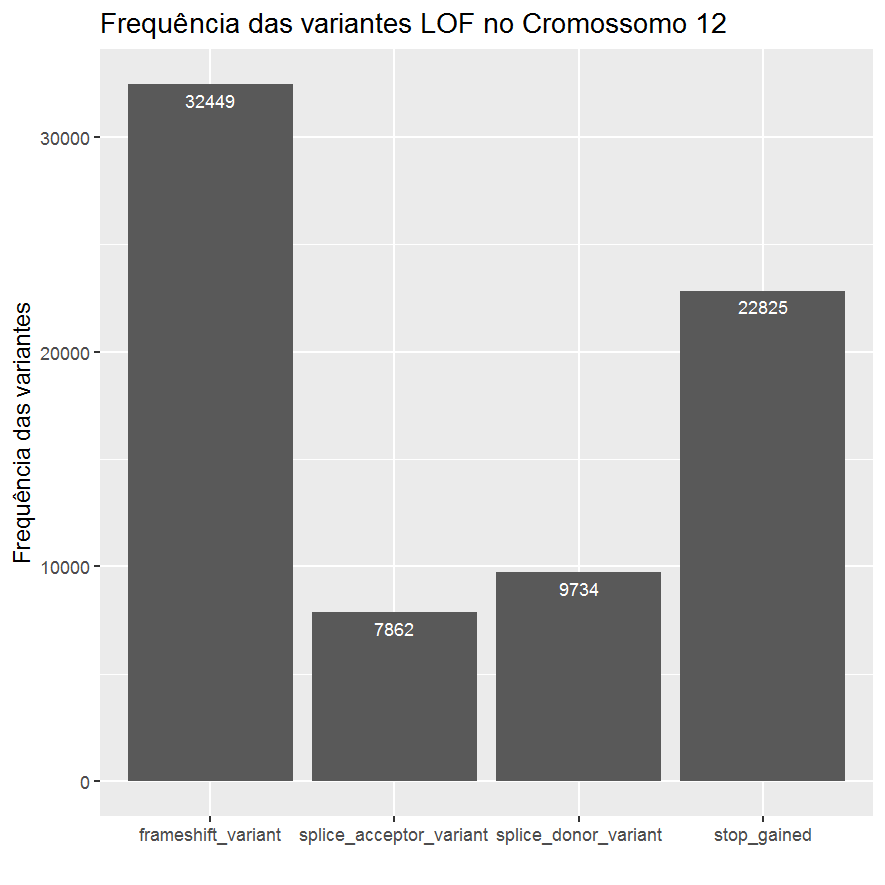 Frequência das variantes LOF no Cromossomo 12
Frequência das variantes
30000
20000
10000
0
32449
7862
9734
22825
frameshift_variant
splice_acceptor_variant
splice_donor_variant
stop_gained